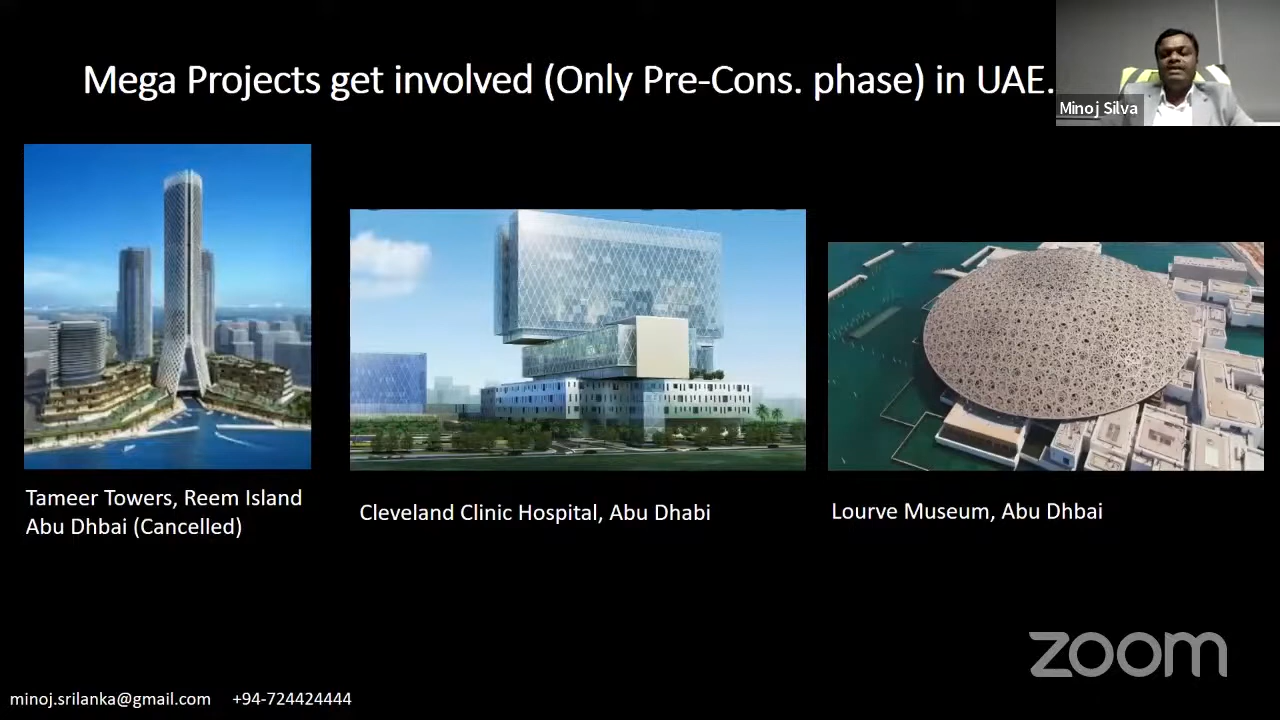 Mega Projects get involved (Only Pre-Cons. phase) in UAE.
Minoj Silva
Tameer Towers, Reem Island
Abu Dhbai (Cancelled)
Cleveland Clinic Hospital, Abu Dhabi
Lourve Museum, Abu Dhbai
zoom
minoj.srilanka@gmail.com +94-724424444